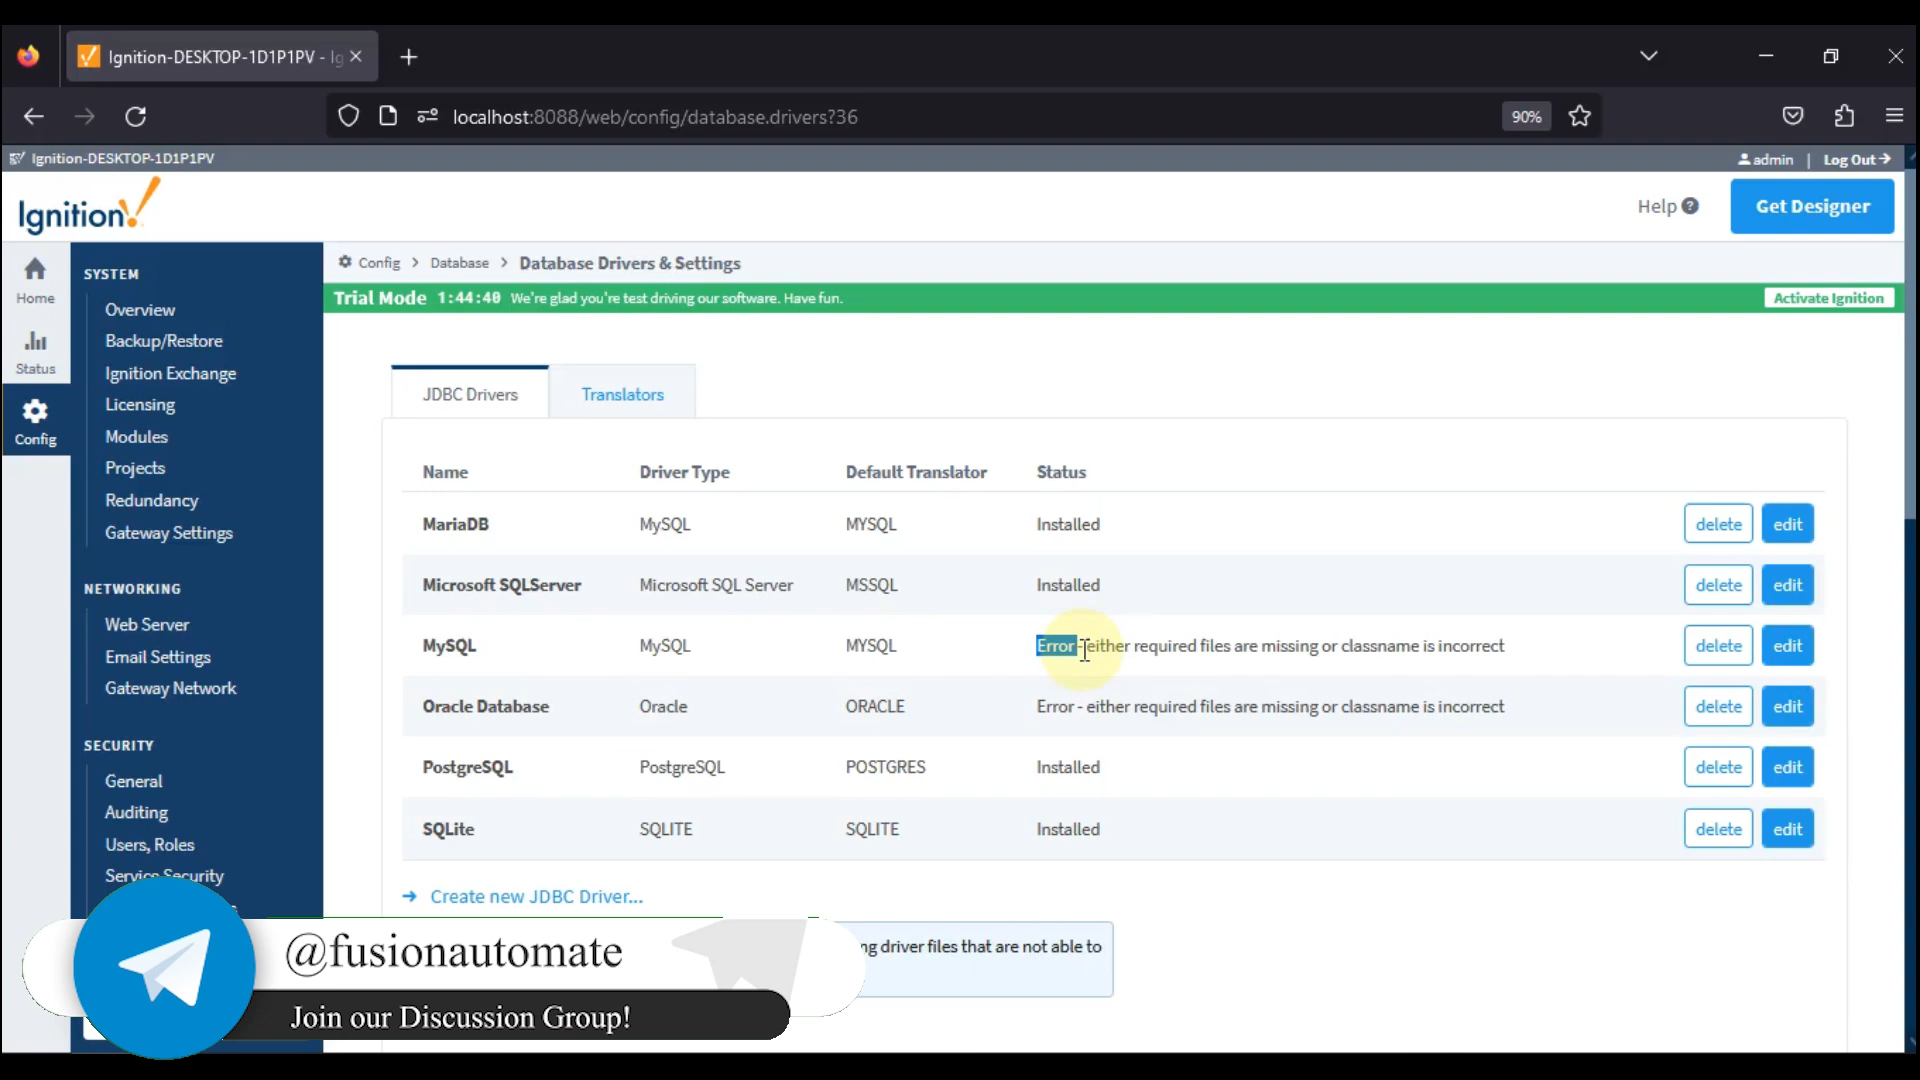 Ignition-DESKTOP-1D1P1PV - Ig
localhost:8088/web/config/database.drivers?36
90%
Ignition-DESKTOP-1D1P1PV
admin | Log Out
Ignition!
Help
Get Designer
Home
Status
Config
SYSTEM
Overview
Backup/Restore
Ignition Exchange
Licensing
Modules
Projects
Redundancy
Gateway Settings
NETWORKING
Web Server
Email Settings
Gateway Network
SECURITY
General
Auditing
Users, Roles
Service Security
Config > Database > Database Drivers & Settings
Trial Mode 1:44:40 We're glad you're test driving our software. Have fun.
Activate Ignition
JDBC Drivers
Translators
Name Driver Type Default Translator Status
MariaDB MySQL MYSQL Installed delete edit
Microsoft SQLServer Microsoft SQL Server MSSQL Installed delete edit
MySQL MySQL MYSQL Error - either required files are missing or classname is incorrect delete edit
Oracle Database Oracle ORACLE Error - either required files are missing or classname is incorrect delete edit
PostgreSQL PostgreSQL POSTGRES Installed delete edit
SQLite SQLITE SQLITE Installed delete edit
→ Create new JDBC Driver...
driver files that are not able to
@fusionautomate
Join our Discussion Group!